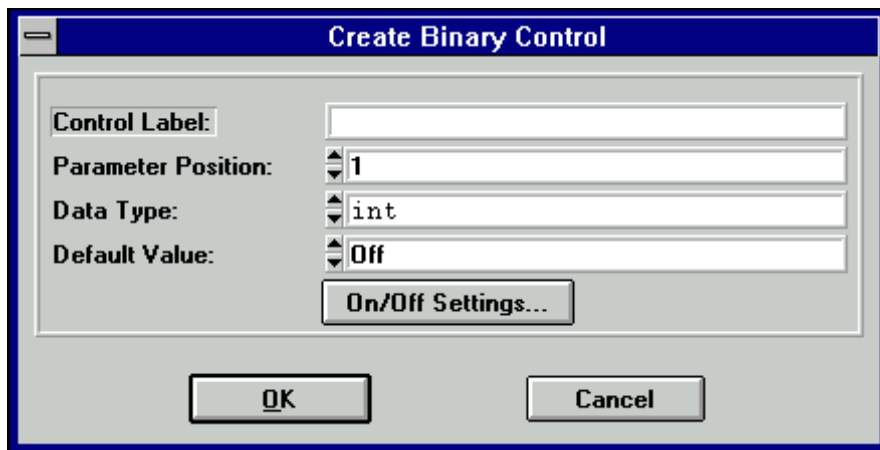 Create Binary Control
Control Label:
Parameter Position: 1
Data Type: int
Default Value: Off
On/Off Settings...
OK Cancel